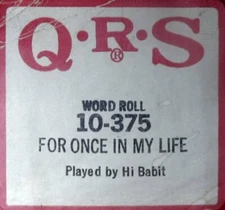 Q·R·S
®
WORD ROLL
10-375
FOR ONCE IN MY LIFE
Played by Hi Babit